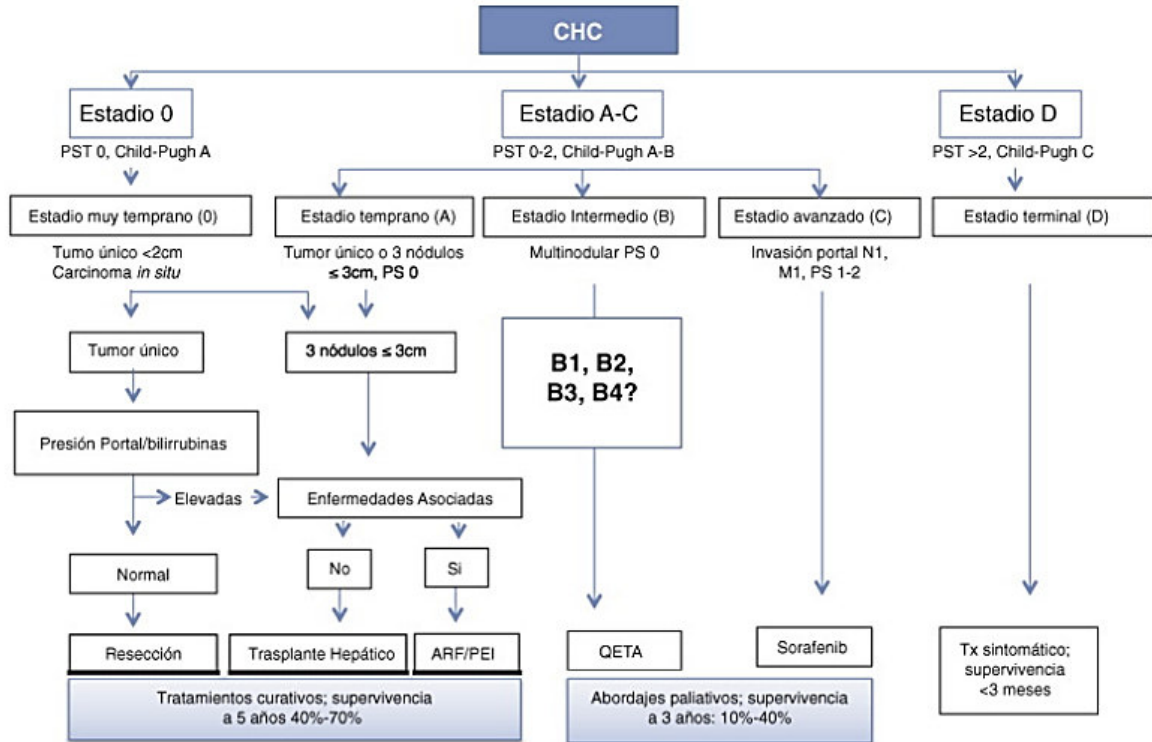 CHC
Estadio 0
PST 0, Child-Pugh A
Estadio A-C
PST 0-2, Child-Pugh A-B
Estadio D
PST >2, Child-Pugh C
Estadio muy temprano (0)
Tumo único <2cm
Carcinoma in situ
Estadio temprano (A)
Tumor único o 3 nódulos
≤ 3cm, PS 0
Estadio Intermedio (B)
Multinodular PS 0
Estadio avanzado (C)
Invasión portal N1,
M1, PS 1-2
Estadio terminal (D)
Tumor único
3 nódulos ≤ 3cm
B1, B2,
B3, B4?
Presión Portal/bilirrubinas
Elevadas
Enfermedades Asociadas
Normal
No
Si
Resección
Trasplante Hepático
ARF/PEI
QETA
Sorafenib
Tx sintomático;
supervivencia
<3 meses
Tratamientos curativos; supervivencia
a 5 años 40%-70%
Abordajes paliativos; supervivencia
a 3 años: 10%-40%